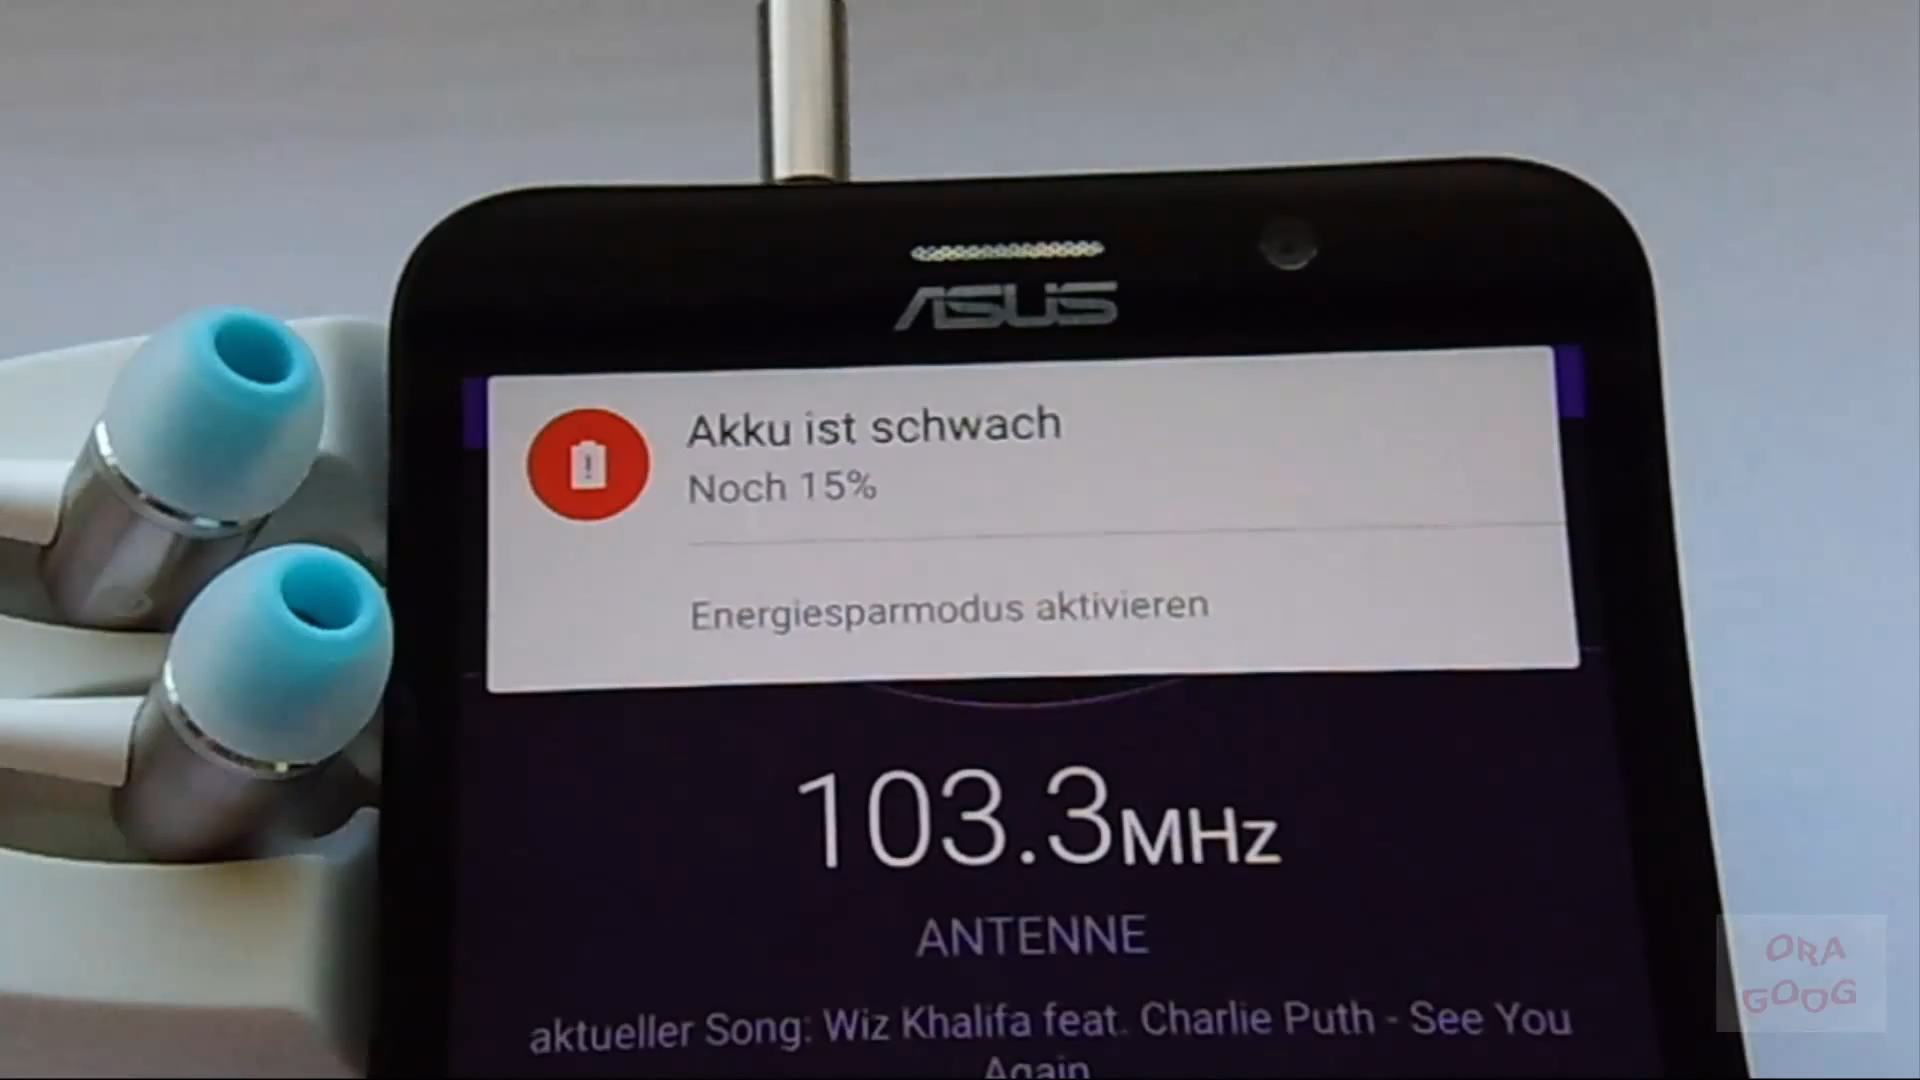 ASUS
Akku ist schwach
Noch 15%
Energiesparmodus aktivieren
103.3MHz
ANTENNE
aktueller Song: Wiz Khalifa feat. Charlie Puth - See You
Again
ORA
GOOG